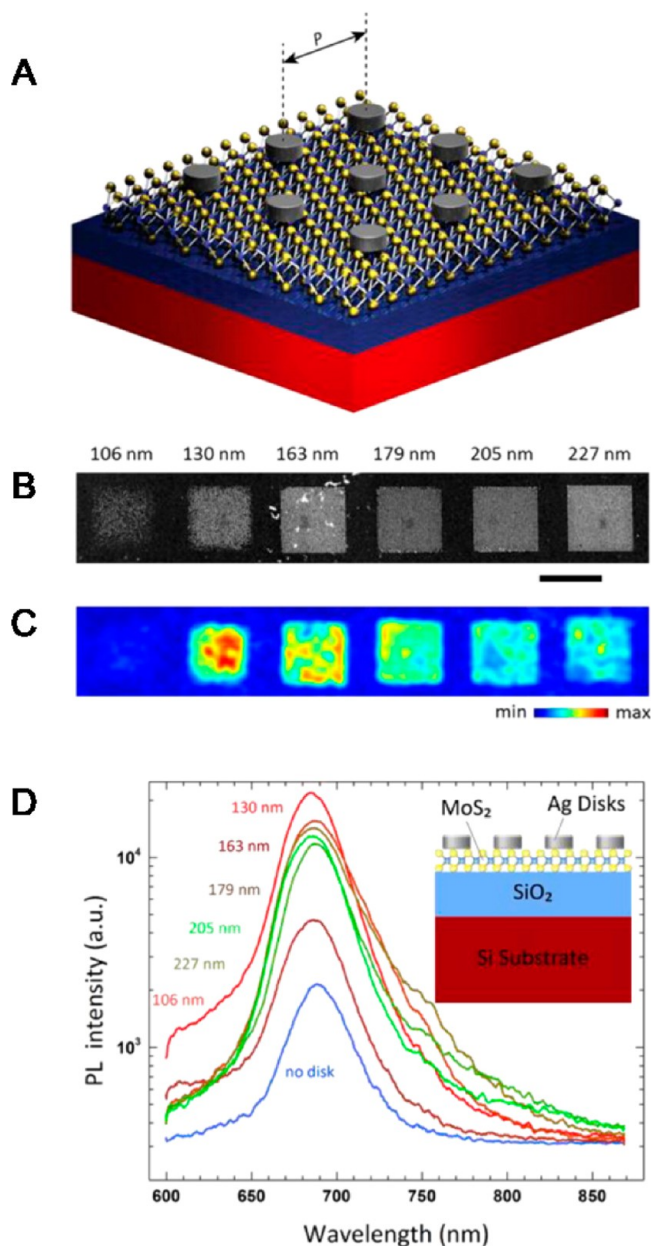 A
P
B
106 nm 130 nm 163 nm 179 nm 205 nm 227 nm
C
min max
D
PL intensity (a.u.)
10⁴
10³
130 nm
163 nm
179 nm
205 nm
227 nm
106 nm
no disk
MoS₂ Ag Disks
SiO₂
Si Substrate
600 650 700 750 800 850
Wavelength (nm)